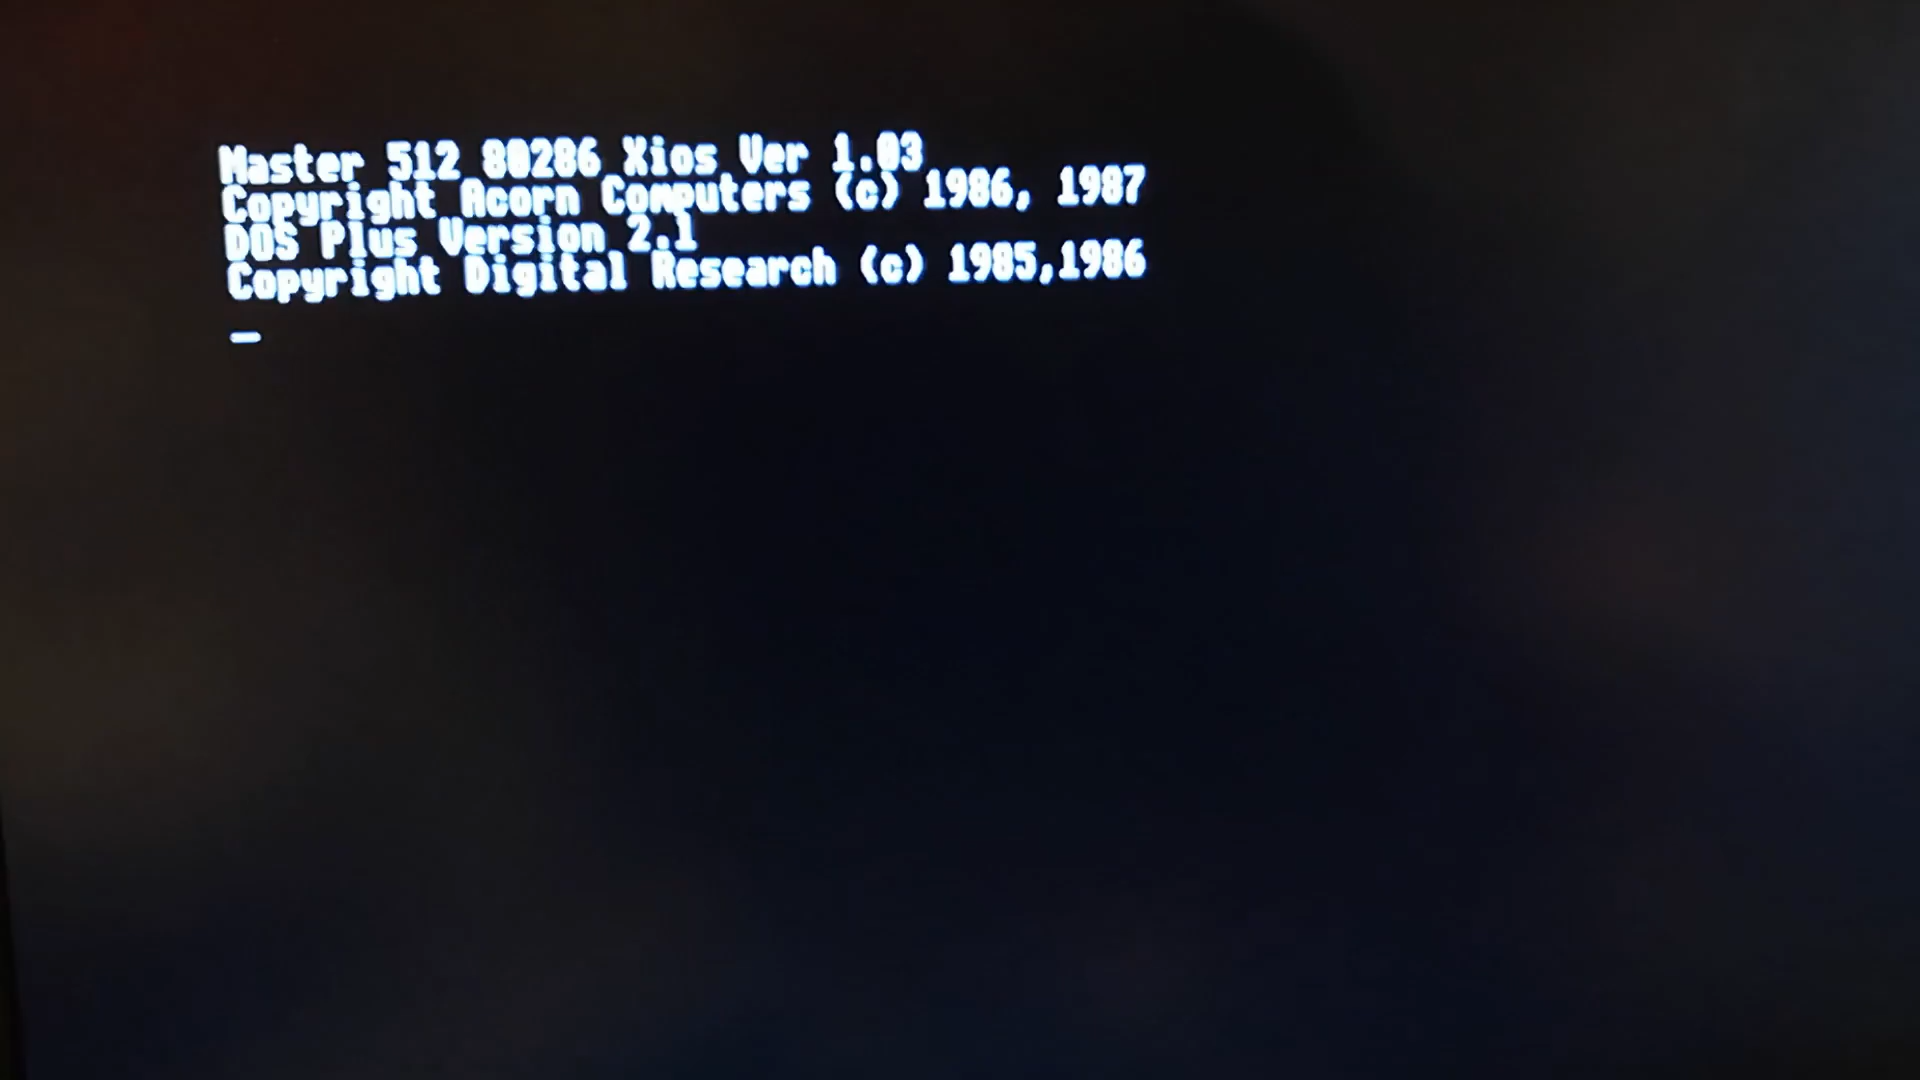 Master 512 80286 Xios Ver 1.03
Copyright Acorn Computers (c) 1986, 1987
DOS Plus Version 2.1
Copyright Digital Research (c) 1985,1986